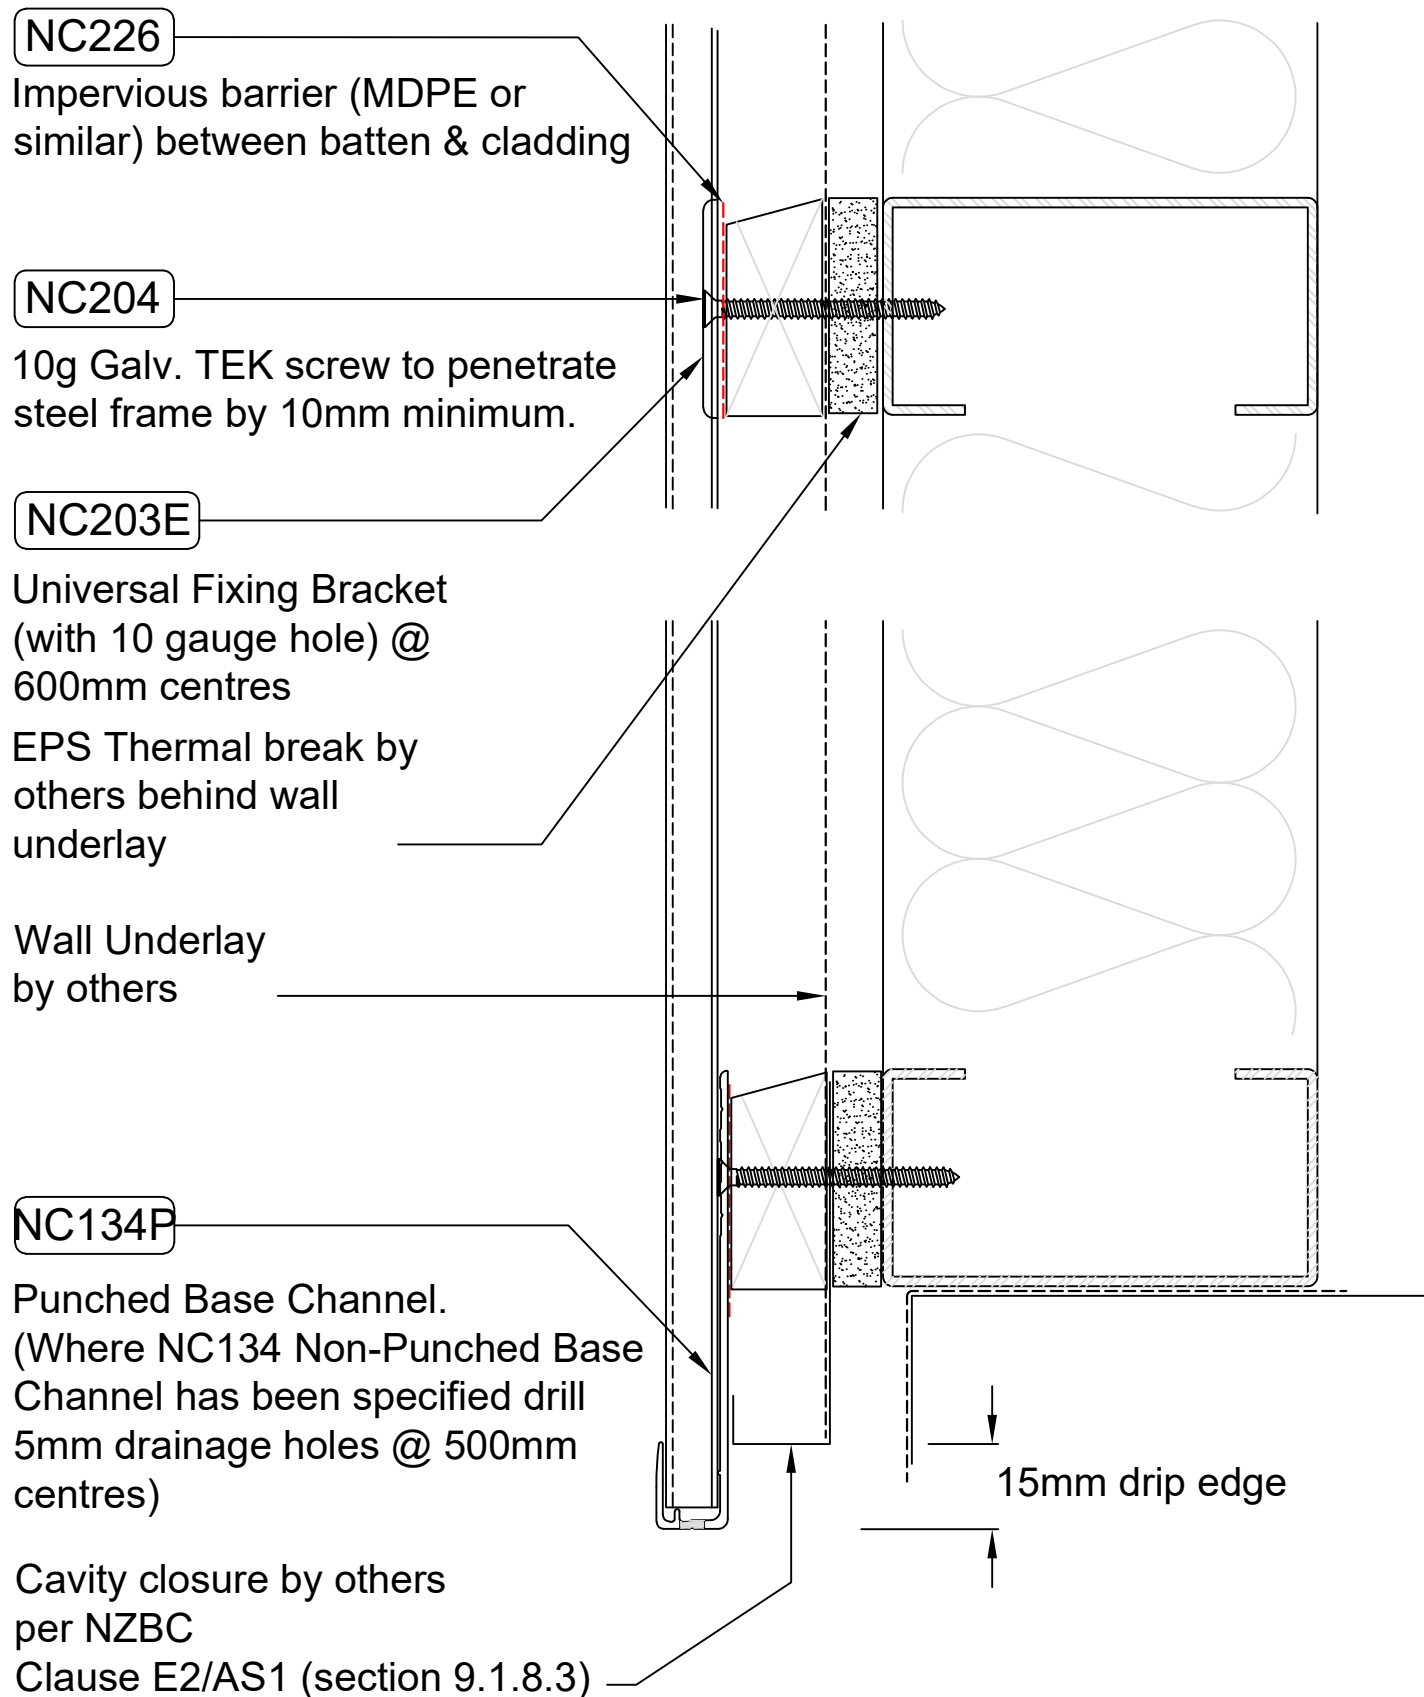 NC226
Impervious barrier (MDPE or
similar) between batten & cladding
NC204
10g Galv. TEK screw to penetrate
steel frame by 10mm minimum.
NC203E
Universal Fixing Bracket
(with 10 gauge hole) @
600mm centres
EPS Thermal break by
others behind wall
underlay
Wall Underlay
by others
NC134P
Punched Base Channel.
(Where NC134 Non-Punched Base
Channel has been specified drill
5mm drainage holes @ 500mm
centres)
15mm drip edge
Cavity closure by others
per NZBC
Clause E2/AS1 (section 9.1.8.3)